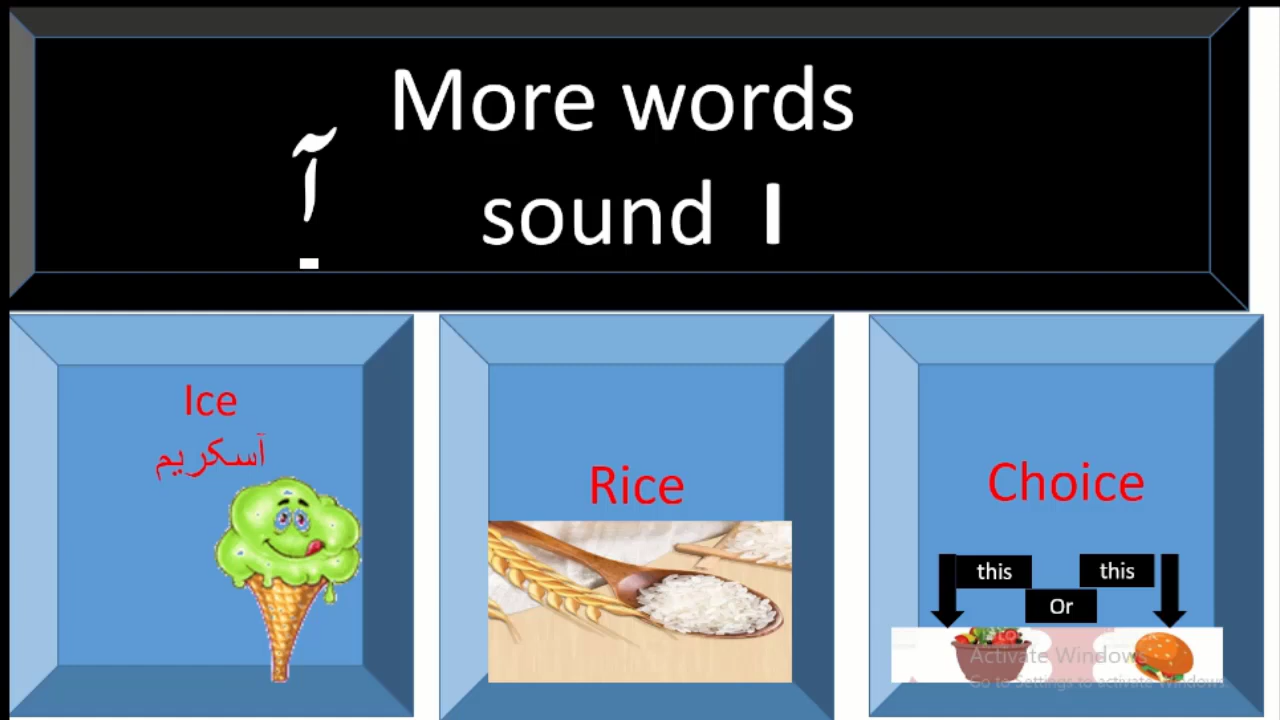 More words
آ
sound I
Ice
آسکریم
Rice
Choice
this
this
Or
Activate Windows
Go to Settings to activate Windows.